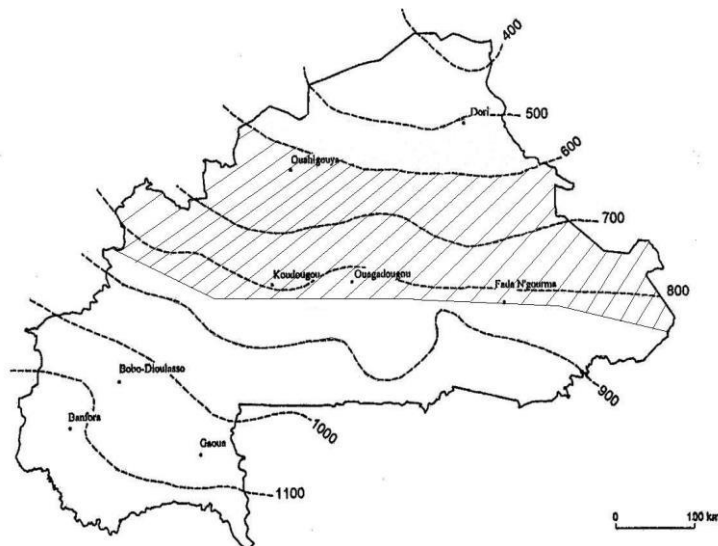 400
Dori
500
600
Ouahigouya
700
Koudougou
Ouagadougou
Fada N'gourma
800
Bobo-Dioulasso
900
Banfora
1000
Gaoua
1100
0 100 km